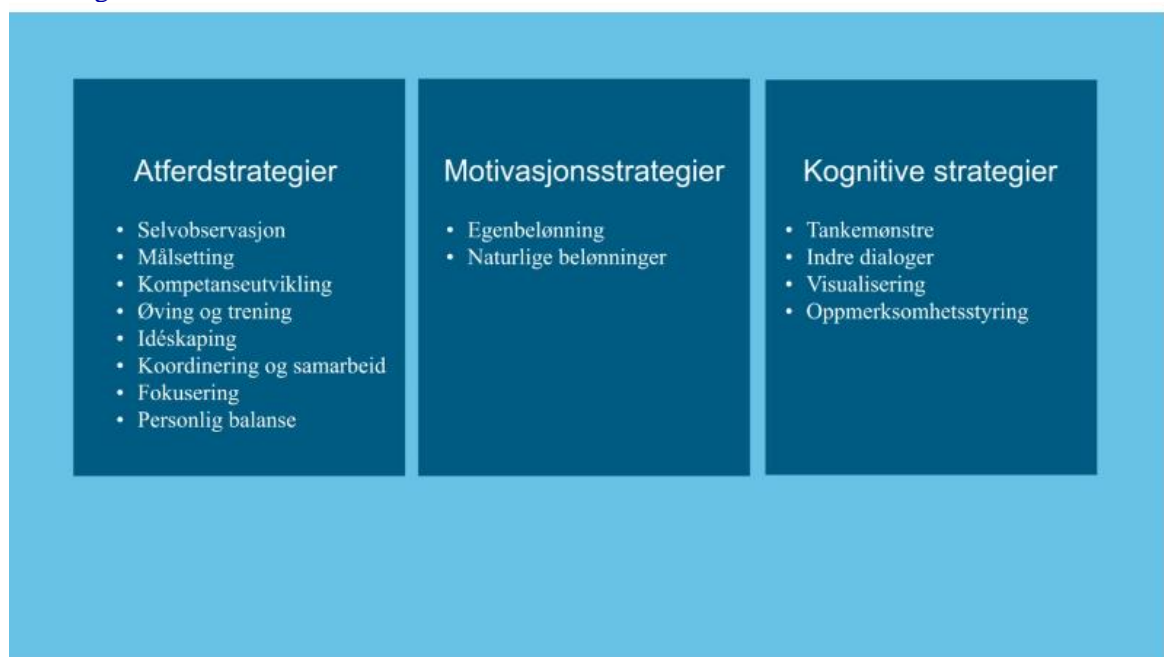 Atferdstrategier
• Selvobservasjon
• Målsetting
• Kompetanseutvikling
• Øving og trening
• Idéskaping
• Koordinering og samarbeid
• Fokusering
• Personlig balanse
Motivasjonsstrategier
• Egenbelønning
• Naturlige belønninger
Kognitive strategier
• Tankemønstre
• Indre dialoger
• Visualisering
• Oppmerksomhetsstyring